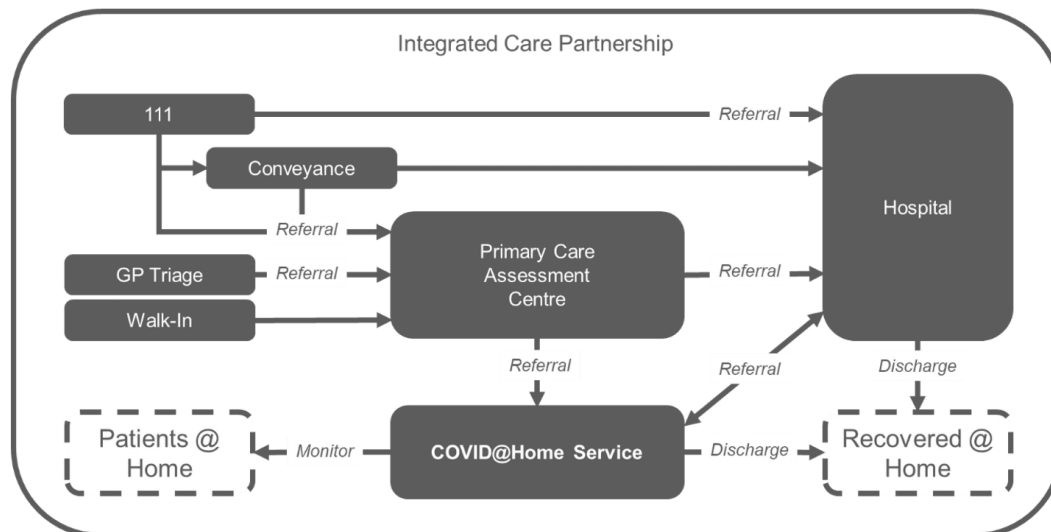 Integrated Care Partnership
111
Referral
Conveyance
Hospital
Referral
Primary Care
Assessment
Centre
GP Triage
Referral
Referral
Walk-In
Referral
Referral
Discharge
Patients @
Home
Monitor
COVID@Home Service
Discharge
Recovered @
Home